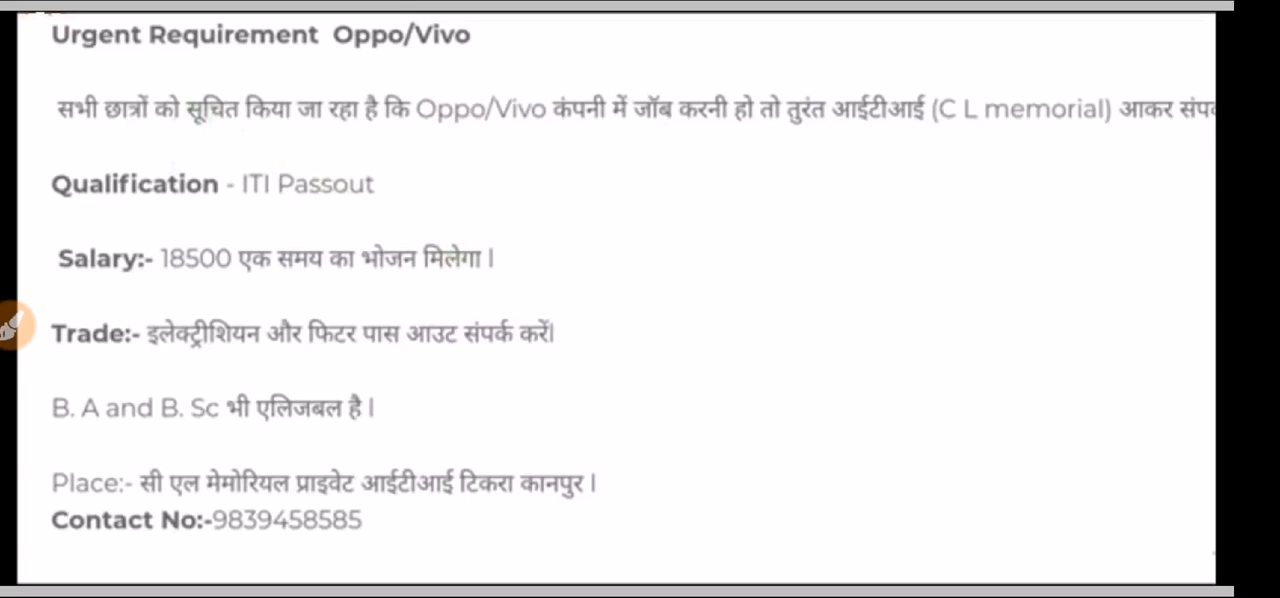 Urgent Requirement Oppo/Vivo
सभी छात्रों को सूचित किया जा रहा है कि Oppo/Vivo कंपनी में जॉब करनी हो तो तुरंत आईटीआई (C L memorial) आकर
Qualification - ITI Passout
Salary:- 18500 एक समय का भोजन मिलेगा।
Trade:- इलेक्ट्रीशियन और फिटर पास आउट संपर्क करें।
B. A and B. Sc भी एलिजबल है।
Place:- सी एल मेमोरियल प्राइवेट आईटीआई टिकरा कानपुर।
Contact No:-9839458585